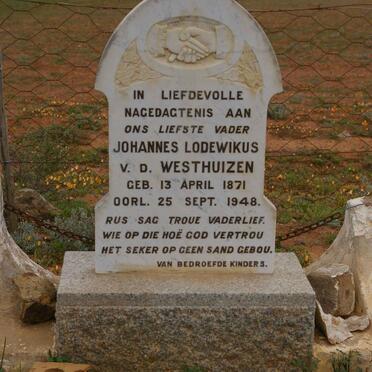 IN LIEFDEVOLLE
NAGEDAGTENIS AAN
ONS LIEFSTE VADER
JOHANNES LODEWIKUS
V. D. WESTHUIZEN
GEB. 13 APRIL 1871
OORL. 25 SEPT. 1948.
RUS SAG TROUE VADERLIEF.
WIE OP DIE HOË GOD VERTROU
HET SEKER OP GEEN SAND GEBOU.
VAN BEDROEFDE KINDERS.